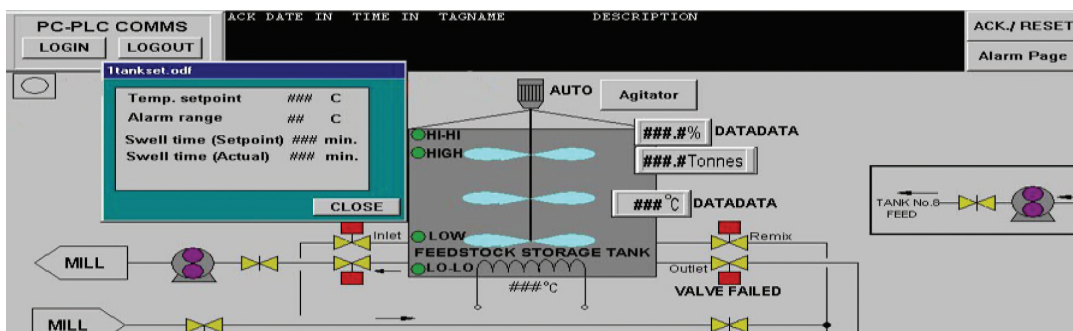 PC-PLC COMMS
LOGIN LOGOUT
ACK DATE IN TIME IN TAGNAME DESCRIPTION
ACK./ RESET
Alarm Page
1tankset.odf
Temp. setpoint ### C
Alarm range ## C
Swell time (Setpoint) ### min.
Swell time (Actual) ### min.
CLOSE
AUTO
Agitator
HI-HI
HIGH
###.#% DATADATA
###.#Tonnes
###°C DATADATA
TANK No.8
FEED
Inlet
LOW
Remix
FEEDSTOCK STORAGE TANK
MILL
LO-LO
Outlet
###°C
VALVE FAILED
MILL